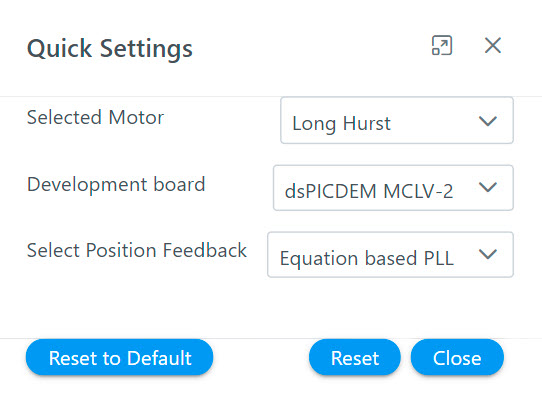 Quick Settings
Selected Motor Long Hurst
Development board dsPICDEM MCLV-2
Select Position Feedback Equation based PLL
Reset to Default Reset Close